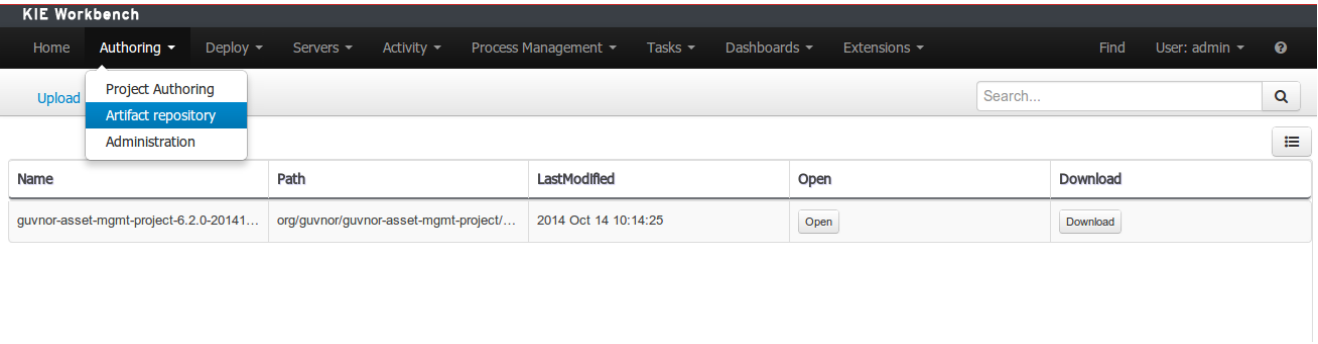 KIE Workbench
Home Authoring Deploy Servers Activity Process Management Tasks Dashboards Extensions Find User: admin
Upload
Project Authoring
Artifact repository
Administration
Search...
Name Path LastModified Open Download
guvnor-asset-mgmt-project-6.2.0-20141... org/guvnor/guvnor-asset-mgmt-project/... 2014 Oct 14 10:14:25 Open Download